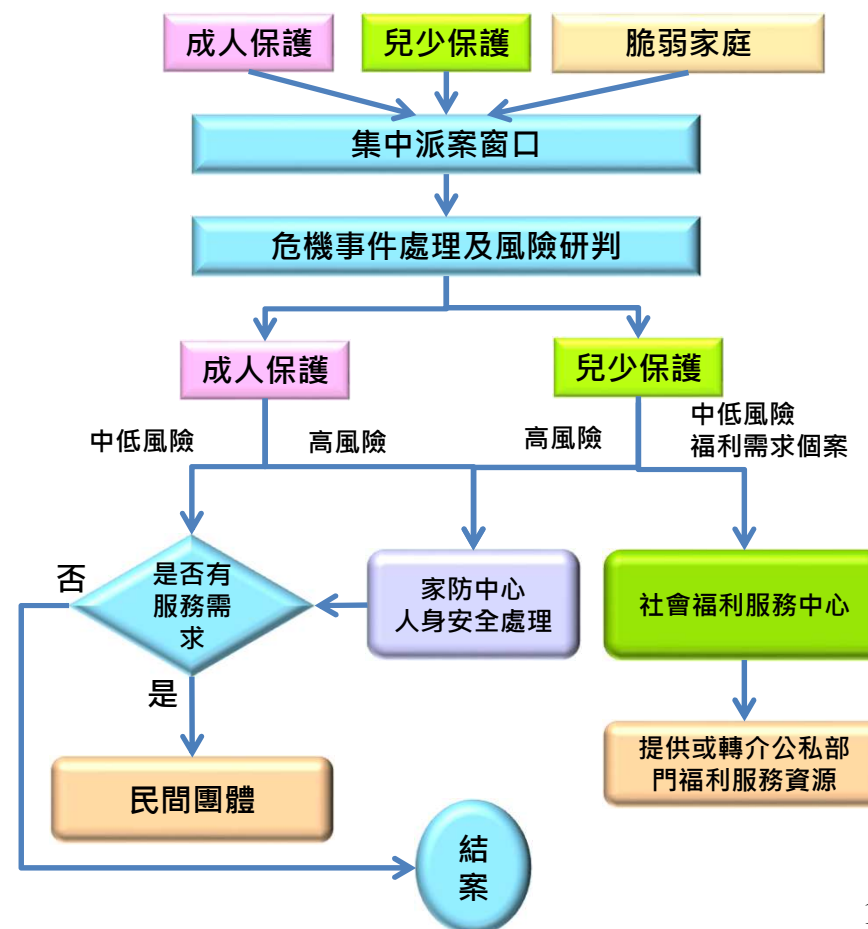 成人保護
兒少保護
脆弱家庭
集中派案窗口
危機事件處理及風險研判
成人保護
兒少保護
中低風險
高風險
高風險
中低風險
福利需求個案
否
是否有
服務需
求
家防中心
人身安全處理
社會福利服務中心
是
民間團體
提供或轉介公私部
門福利服務資源
結
案